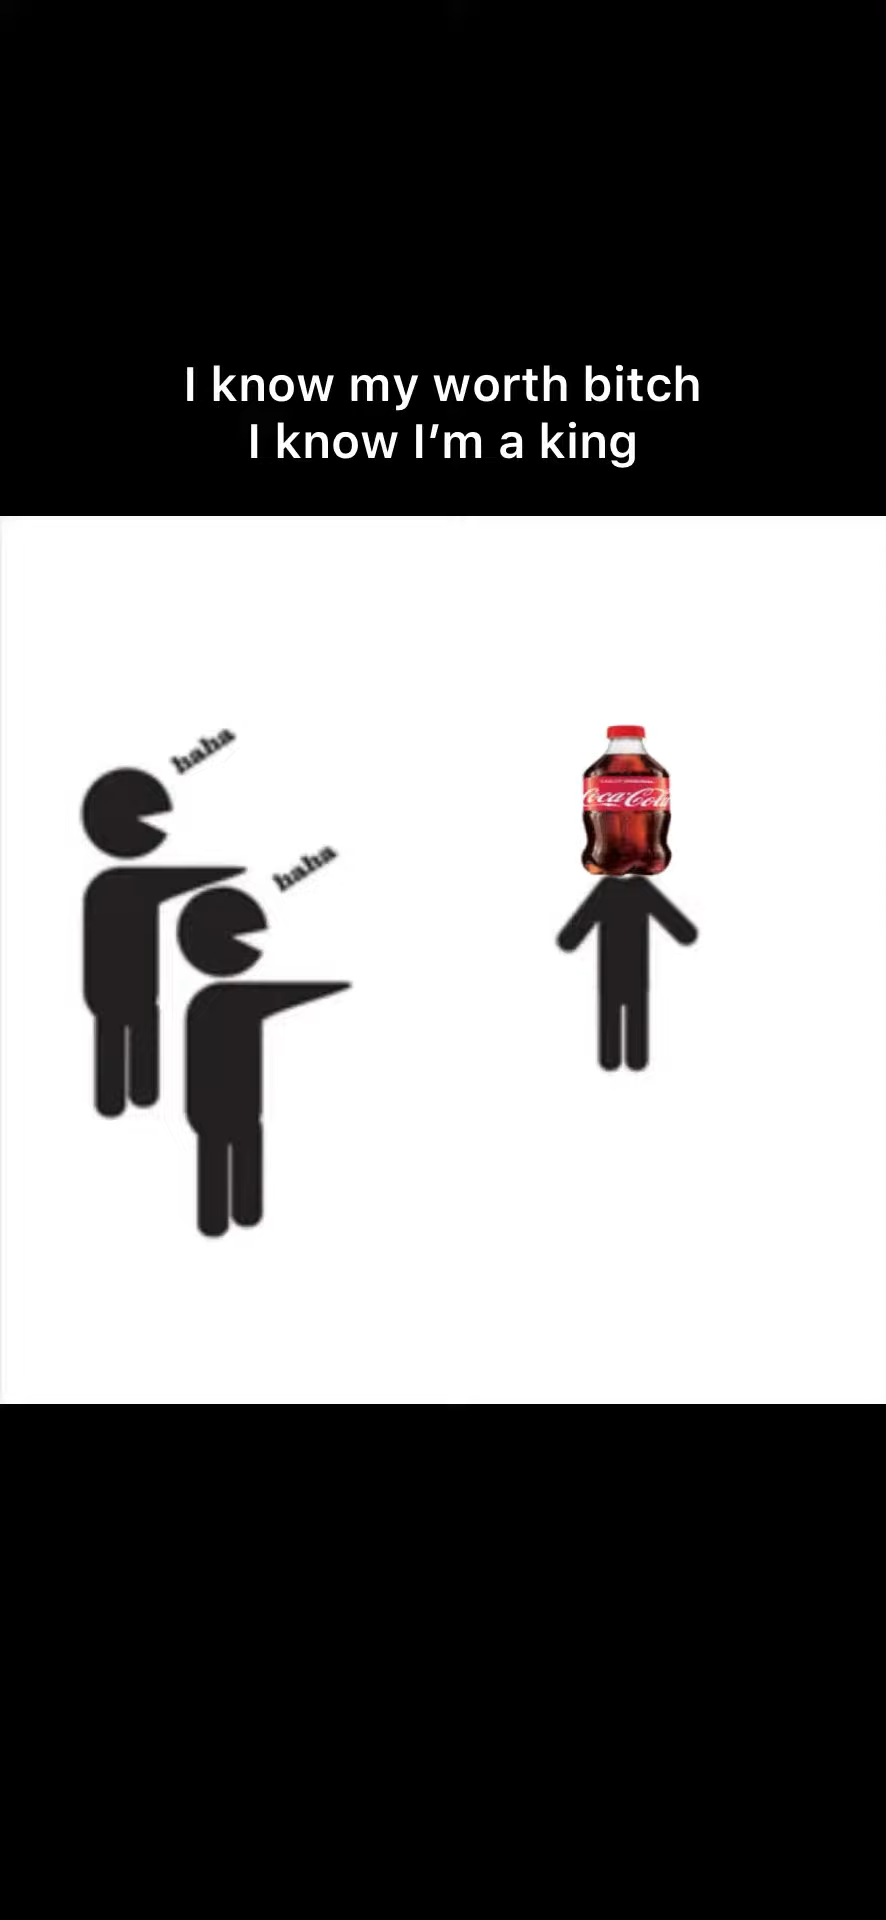 I know my worth bitch
I know I’m a king
haha
haha
Coca-Cola